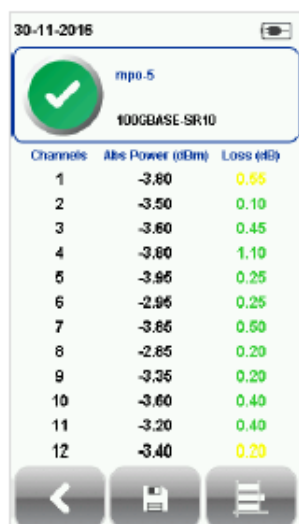 30-11-2016
mpo-5
100GBASE-SR10
Channels Abs Power (dBm) Loss (dB)
1 -3.80 0.55
2 -3.50 0.10
3 -3.60 0.45
4 -3.80 1.10
5 -3.95 0.25
6 -2.95 0.25
7 -3.85 0.50
8 -2.85 0.20
9 -3.35 0.20
10 -3.60 0.40
11 -3.20 0.40
12 -3.40 0.20